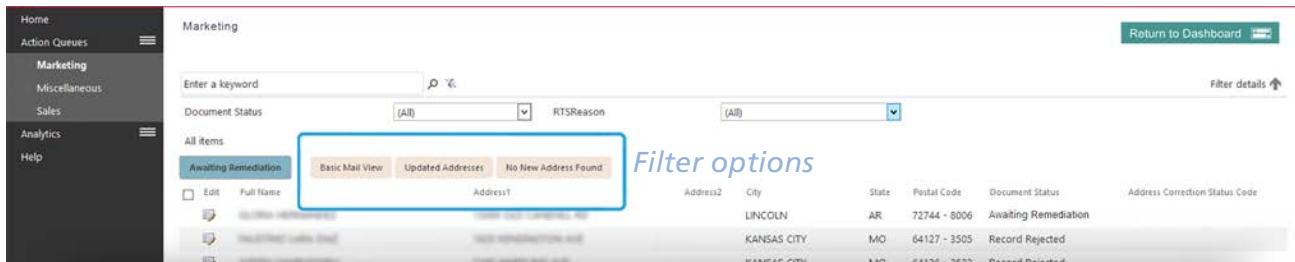 Home
Action Queues
Marketing
Miscellaneous
Sales
Analytics
Help
Marketing
Return to Dashboard
Enter a keyword
Filter details
Document Status (All) RTSReason (All)
All items
Awaiting Remediation Basic Mail View Updated Addresses No New Address Found Filter options
Edit Full Name Address1 Address2 City State Postal Code Document Status Address Correction Status Code
LINCOLN AR 72744 - 8006 Awaiting Remediation
KANSAS CITY MO 64127 - 3505 Record Rejected